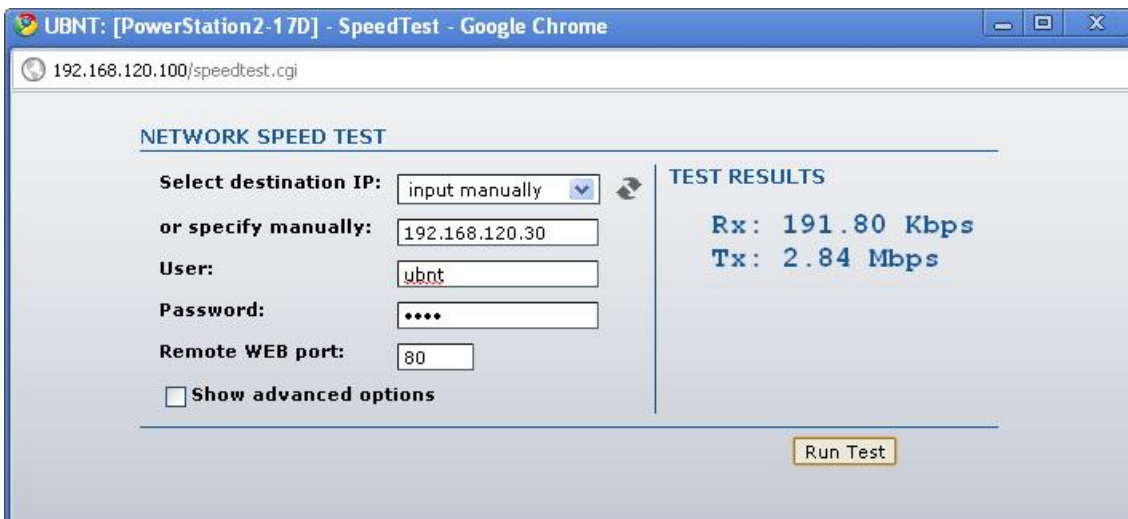 UBNT: [PowerStation2-17D] - SpeedTest - Google Chrome
192.168.120.100/speedtest.cgi
NETWORK SPEED TEST
Select destination IP: input manually
or specify manually: 192.168.120.30
User: ubnt
Password: ••••
Remote WEB port: 80
Show advanced options
TEST RESULTS
Rx: 191.80 Kbps
Tx: 2.84 Mbps
Run Test